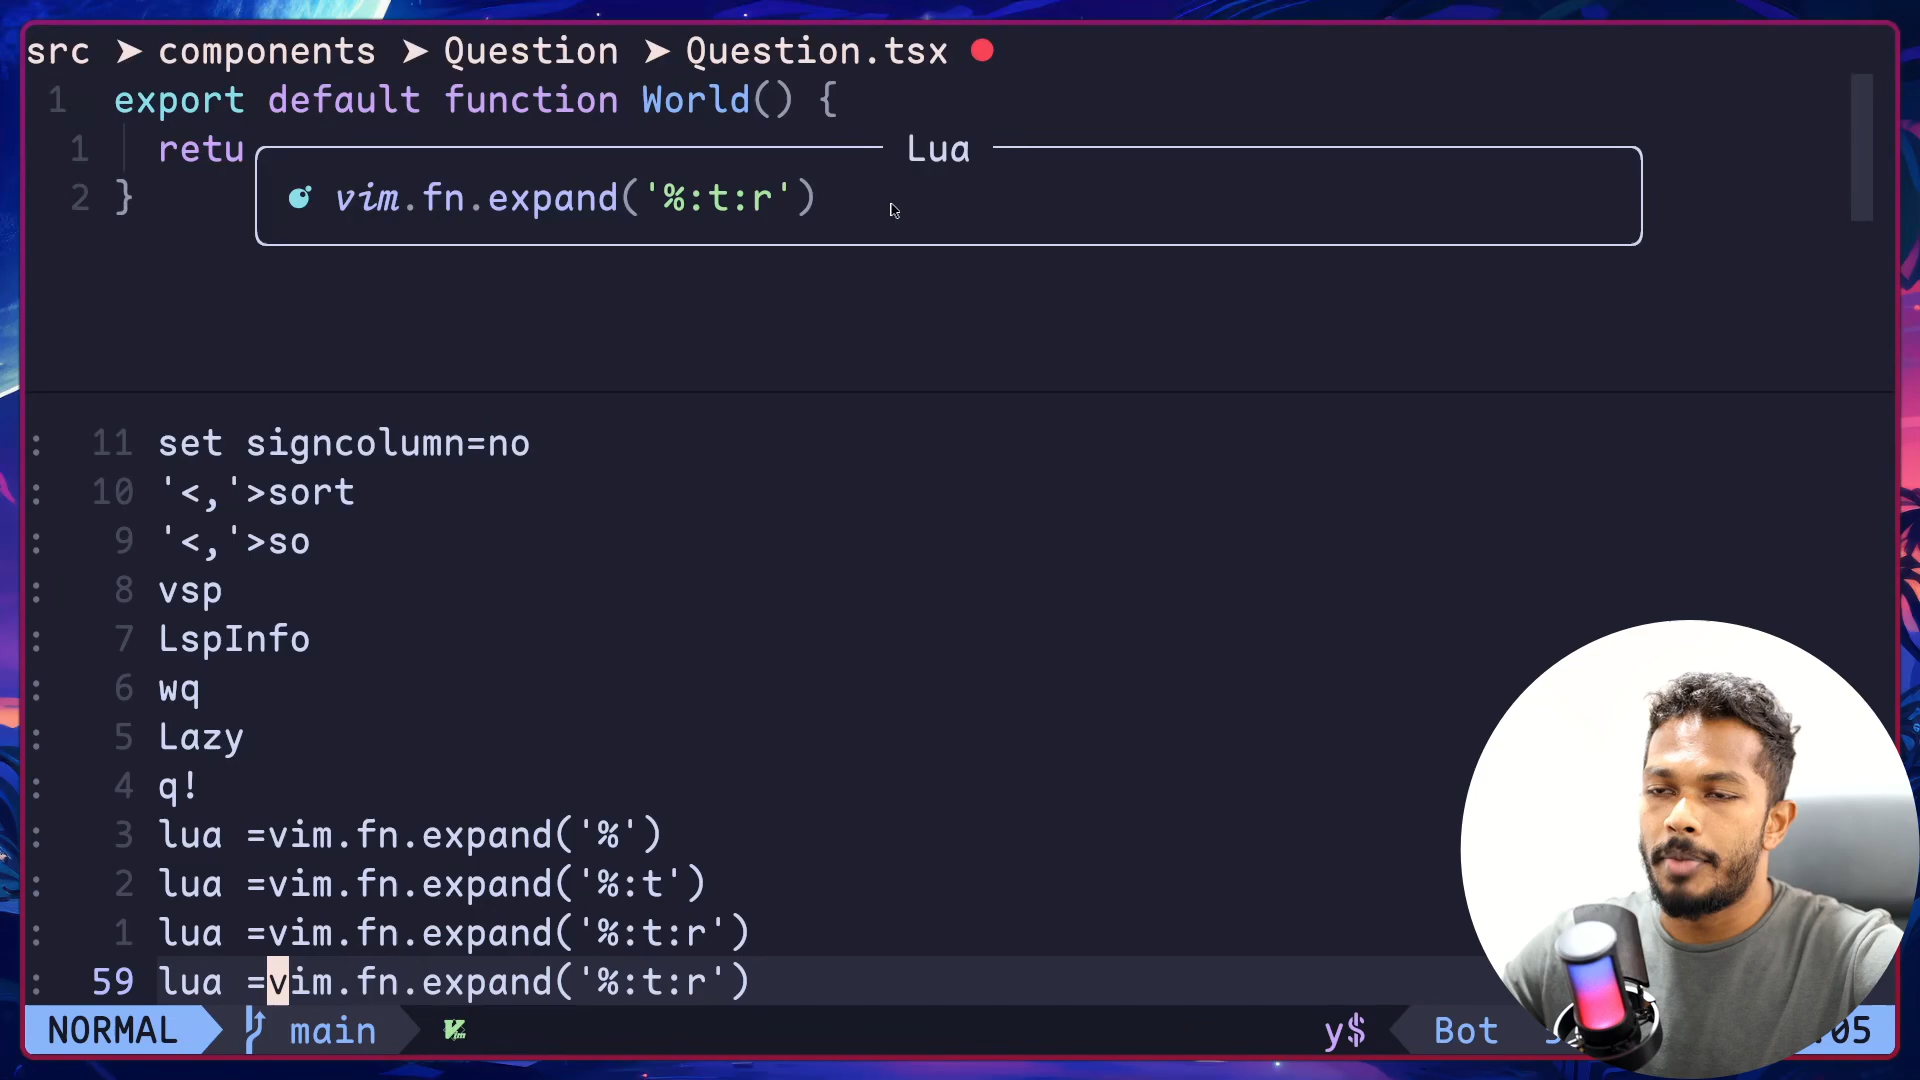 src ➤ components ➤ Question ➤ Question.tsx
1 export default function World() {
1 retu
Lua
vim.fn.expand('%:t:r')
2 }
: 11 set signcolumn=no
: 10 '<,'>sort
: 9 '<,'>so
: 8 vsp
: 7 LspInfo
: 6 wq
: 5 Lazy
: 4 q!
: 3 lua =vim.fn.expand('%')
: 2 lua =vim.fn.expand('%:t')
: 1 lua =vim.fn.expand('%:t:r')
: 59 lua =vim.fn.expand('%:t:r')
NORMAL main y$ Bot 05